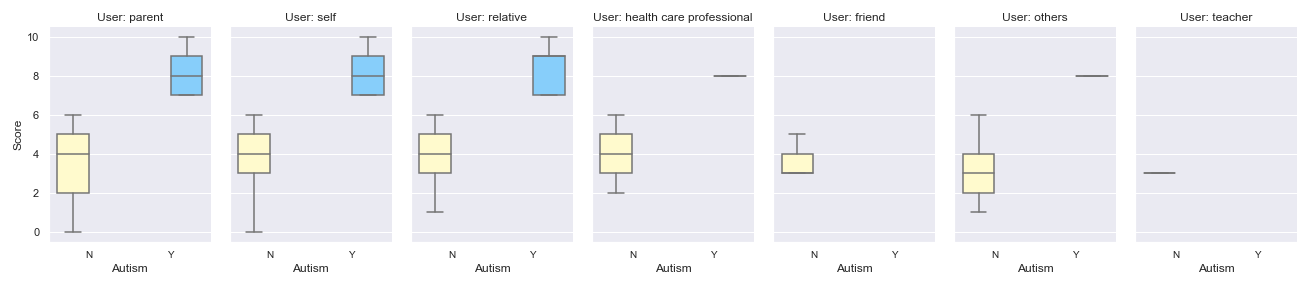 User: parent
User: self
User: relative
User: health care professional
User: friend
User: others
User: teacher
10
8
6
4
2
0
Score
N Y
N Y
N Y
N Y
N Y
N Y
N Y
Autism
Autism
Autism
Autism
Autism
Autism
Autism